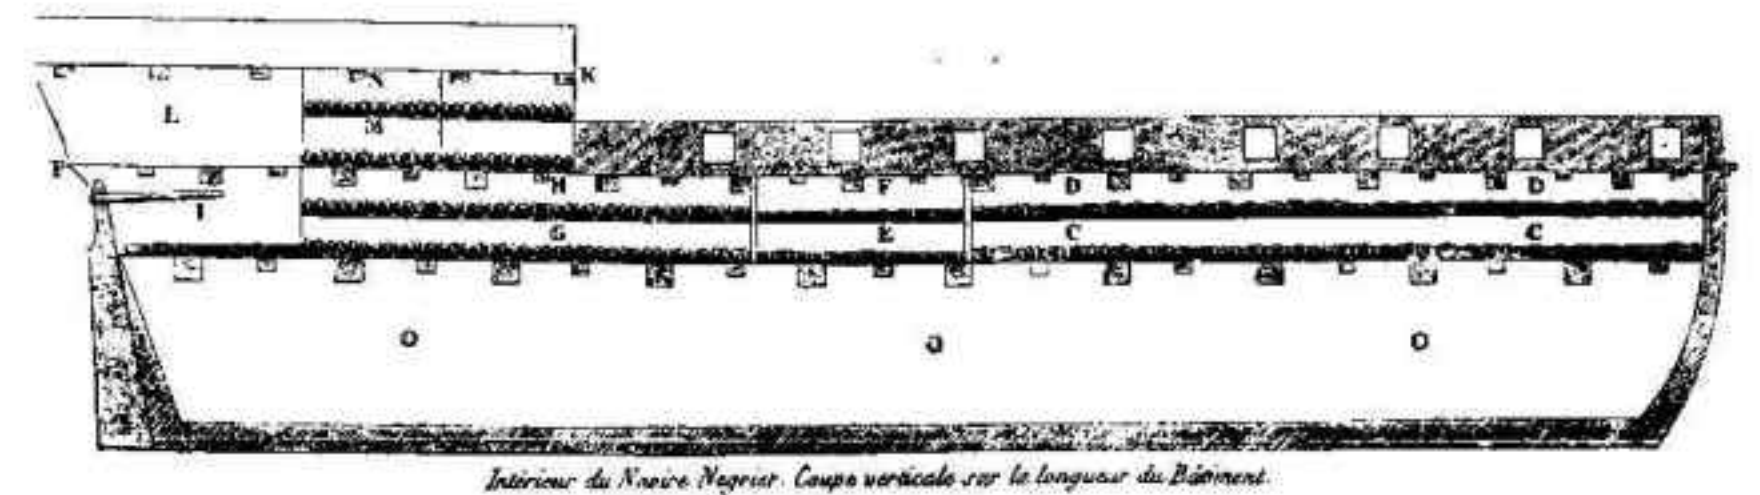 K
L
M
F
H
F
D
D
I
G
E
C
C
O
O
O
Intérieur du Navire Negrier. Coupe verticale sur la longueur du Bâtiment.